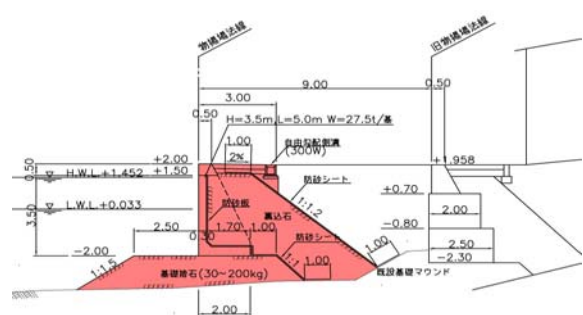 物揚場法線
旧物揚場法線
9.00
0.50
3.00
H=3.5m,L=5.0m W=27.5t/基
0.50
1.00
自由勾配側溝
(300W)
2%
+2.00
+1.958
0.50
H.W.L+1.452
+1.50
防砂シート
1:1.2
+0.70
L.W.L+0.033
防砂板
裏込石
2.00
3.50
-0.80
2.50
0.50
1.70
1.00
防砂シート
1.00
2.50
-2.00
-2.30
1:1.5
1:1
1.00
基礎捨石(30~200kg)
既設基礎マウンド
2.00